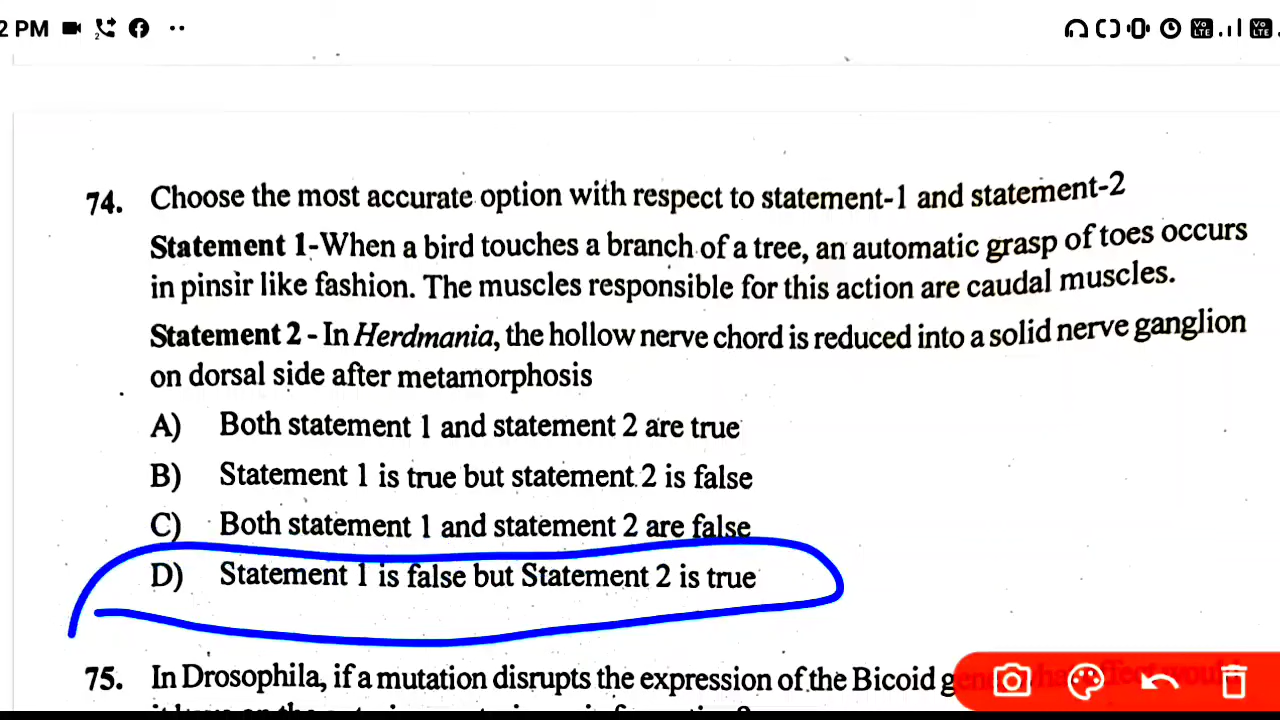 2 PM
74. Choose the most accurate option with respect to statement-1 and statement-2
Statement 1-When a bird touches a branch of a tree, an automatic grasp of toes occurs
in pinsir like fashion. The muscles responsible for this action are caudal muscles.
Statement 2 - In Herdmania, the hollow nerve chord is reduced into a solid nerve ganglion
on dorsal side after metamorphosis
A) Both statement 1 and statement 2 are true
B) Statement 1 is true but statement 2 is false
C) Both statement 1 and statement 2 are false
D) Statement 1 is false but Statement 2 is true
75. In Drosophila, if a mutation disrupts the expression of the Bicoid